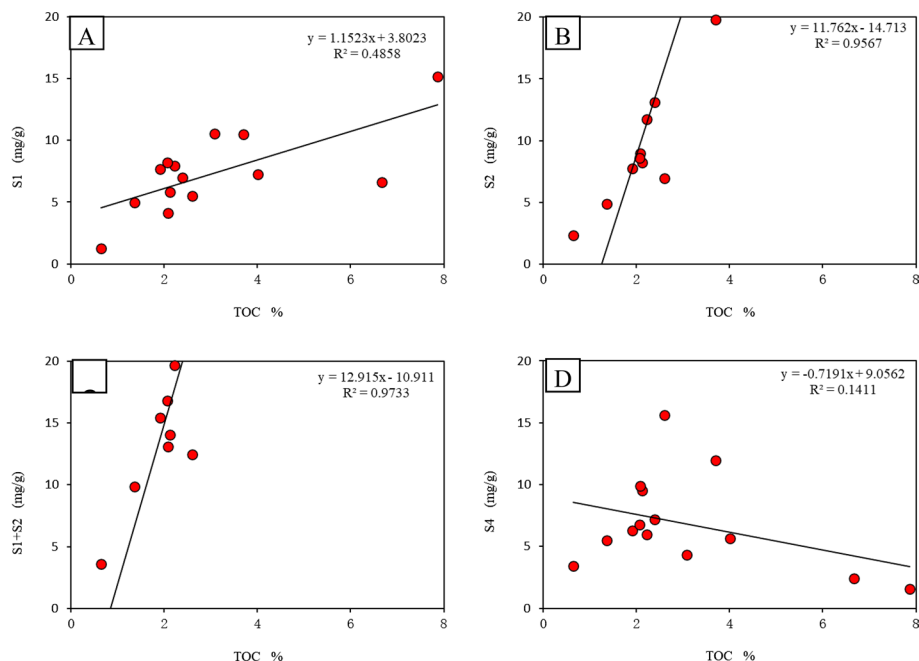 A
y = 1.1523x + 3.8023
R² = 0.4858
20
15
10
5
0
S1 (mg/g)
0 2 4 6 8
TOC %
B
y = 11.762x - 14.713
R² = 0.9567
20
15
10
5
0
S2 (mg/g)
0 2 4 6 8
TOC %
y = 12.915x - 10.911
R² = 0.9733
20
15
10
5
0
S1+S2 (mg/g)
0 2 4 6 8
TOC %
D
y = -0.7191x + 9.0562
R² = 0.1411
20
15
10
5
0
S4 (mg/g)
0 2 4 6 8
TOC %